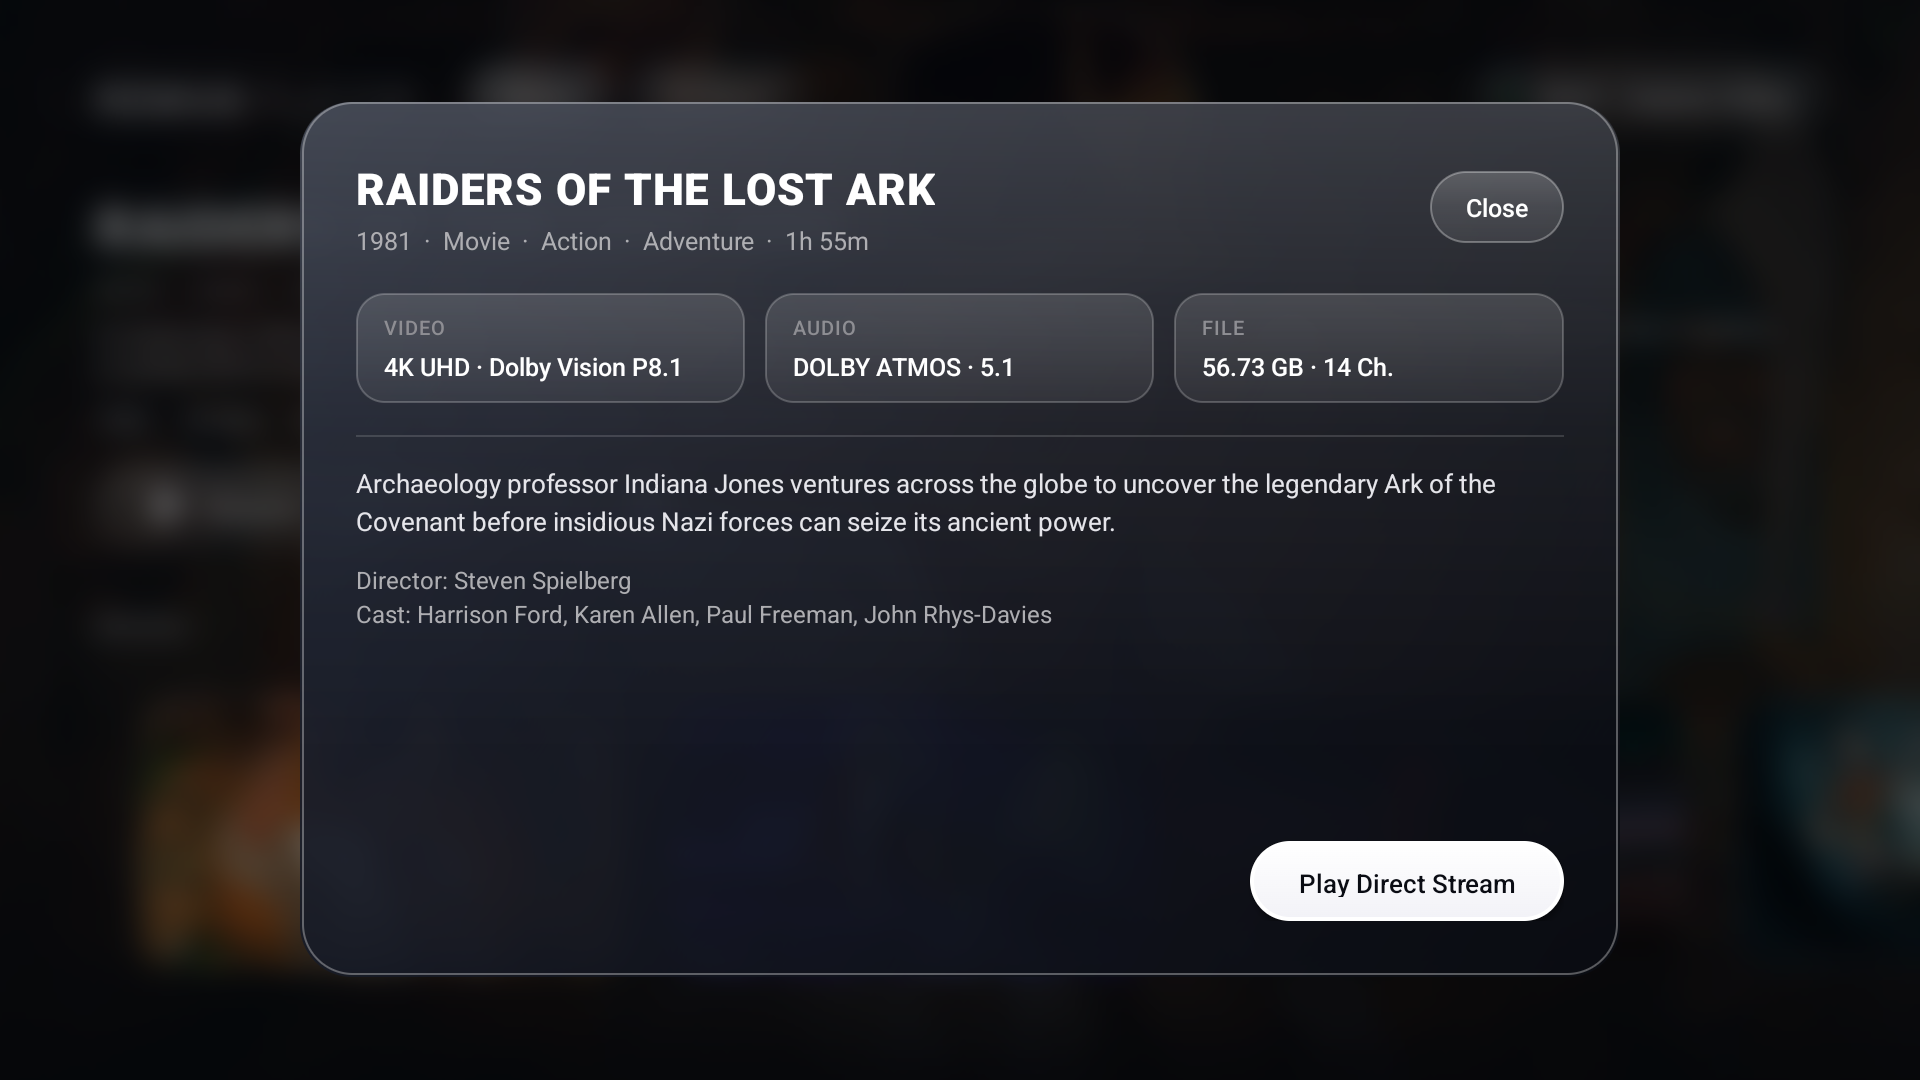 RAIDERS OF THE LOST ARK
1981 · Movie · Action · Adventure · 1h 55m
Close
VIDEO
4K UHD · Dolby Vision P8.1
AUDIO
DOLBY ATMOS · 5.1
FILE
56.73 GB · 14 Ch.
Archaeology professor Indiana Jones ventures across the globe to uncover the legendary Ark of the
Covenant before insidious Nazi forces can seize its ancient power.
Director: Steven Spielberg
Cast: Harrison Ford, Karen Allen, Paul Freeman, John Rhys-Davies
Play Direct Stream